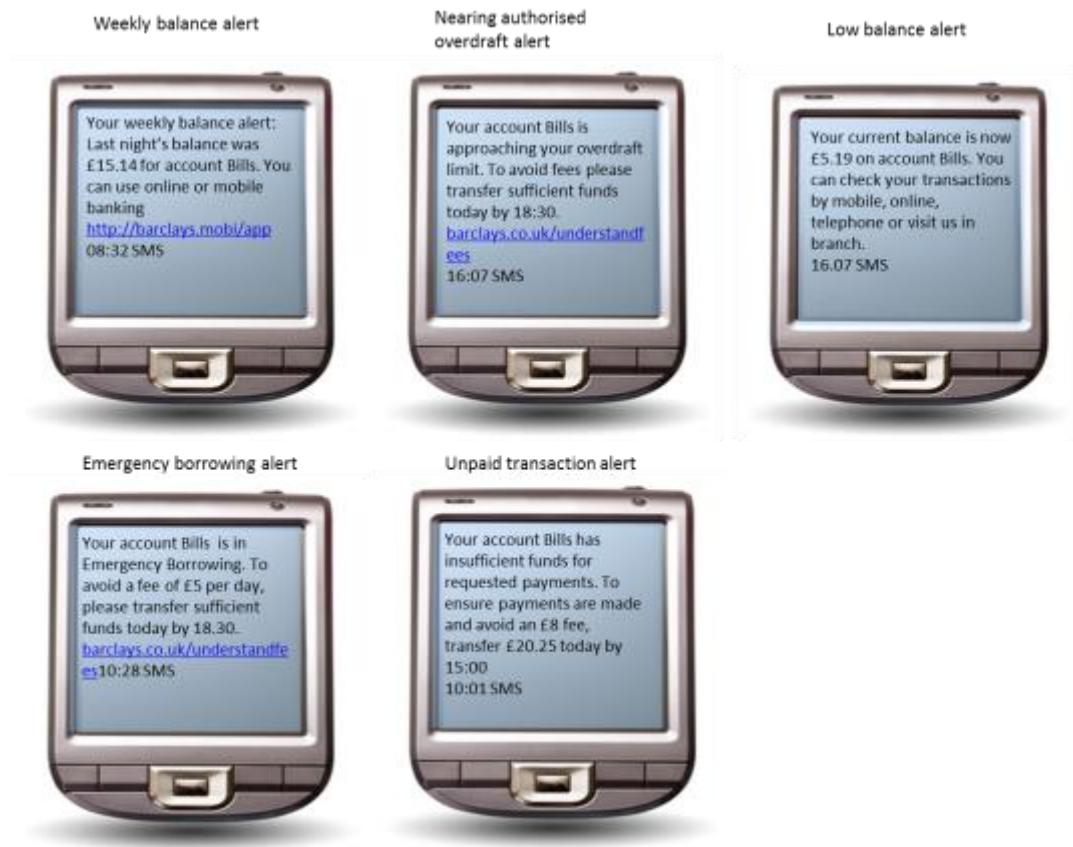 Weekly balance alert
Nearing authorised
overdraft alert
Low balance alert
Your weekly balance alert:
Last night's balance was
£15.14 for account Bills. You
can use online or mobile
banking
http://barclays.mobi/app
08:32 SMS
Your account Bills is
approaching your overdraft
limit. To avoid fees please
transfer sufficient funds
today by 18:30.
barclays.co.uk/understandf
ees
16:07 SMS
Your current balance is now
£5.19 on account Bills. You
can check your transactions
by mobile, online,
telephone or visit us in
branch.
16.07 SMS
Emergency borrowing alert
Unpaid transaction alert
Your account Bills is in
Emergency Borrowing. To
avoid a fee of £5 per day,
please transfer sufficient
funds today by 18.30.
barclays.co.uk/understandfe
es10:28 SMS
Your account Bills has
insufficient funds for
requested payments. To
ensure payments are made
and avoid an £8 fee,
transfer £20.25 today by
15:00
10:01 SMS